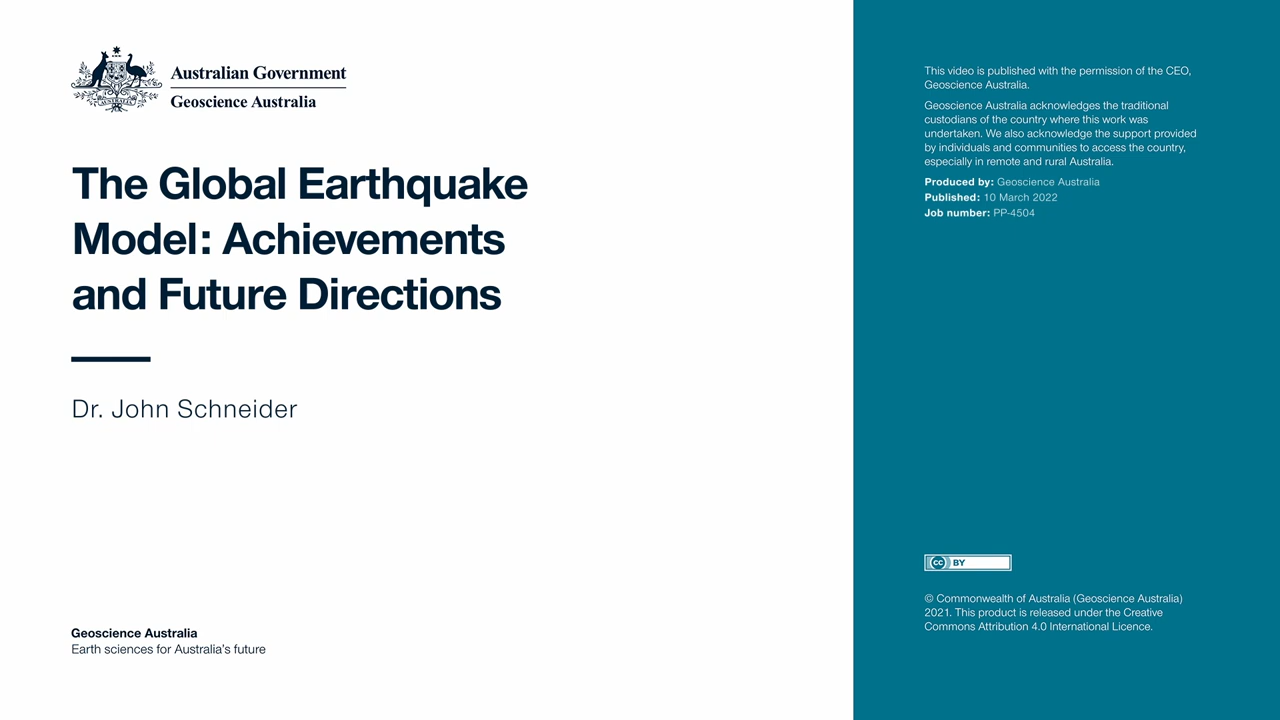 Australian Government
Geoscience Australia
The Global Earthquake
Model: Achievements
and Future Directions
Dr. John Schneider
Geoscience Australia
Earth sciences for Australia's future
This video is published with the permission of the CEO,
Geoscience Australia.
Geoscience Australia acknowledges the traditional
custodians of the country where this work was
undertaken. We also acknowledge the support provided
by individuals and communities to access the country,
especially in remote and rural Australia.
Produced by: Geoscience Australia
Published: 10 March 2022
Job number: PP-4504
cc BY
© Commonwealth of Australia (Geoscience Australia)
2021. This product is released under the Creative
Commons Attribution 4.0 International Licence.